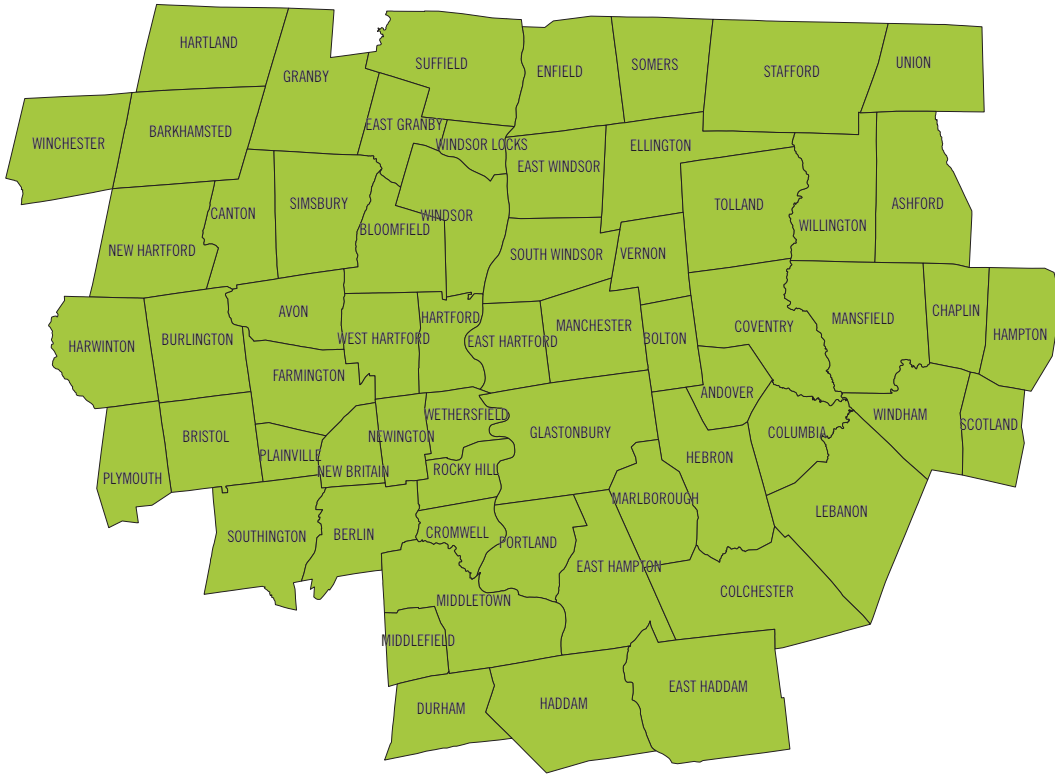 HARTLAND
GRANBY
SUFFIELD
ENFIELD
SOMERS
STAFFORD
UNION
WINCHESTER
BARKHAMSTED
EAST GRANBY
WINDSOR LOCKS
EAST WINDSOR
ELLINGTON
NEW HARTFORD
CANTON
SIMSBURY
BLOOMFIELD
WINDSOR
SOUTH WINDSOR
VERNON
TOLLAND
WILLINGTON
ASHFORD
HARWINTON
BURLINGTON
AVON
FARMINGTON
WEST HARTFORD
HARTFORD
EAST HARTFORD
MANCHESTER
BOLTON
COVENTRY
MANSFIELD
CHAPLIN
HAMPTON
PLYMOUTH
BRISTOL
PLAINVILLE
NEW BRITAIN
NEWINGTON
WETHERSFIELD
ROCKY HILL
GLASTONBURY
ANDOVER
HEBRON
COLUMBIA
WINDHAM
SCOTLAND
SOUTHINGTON
BERLIN
CROMWELL
PORTLAND
EAST HAMPTON
MARLBOROUGH
LEBANON
COLCHESTER
MIDDLETOWN
MIDDLEFIELD
DURHAM
HADDAM
EAST HADDAM